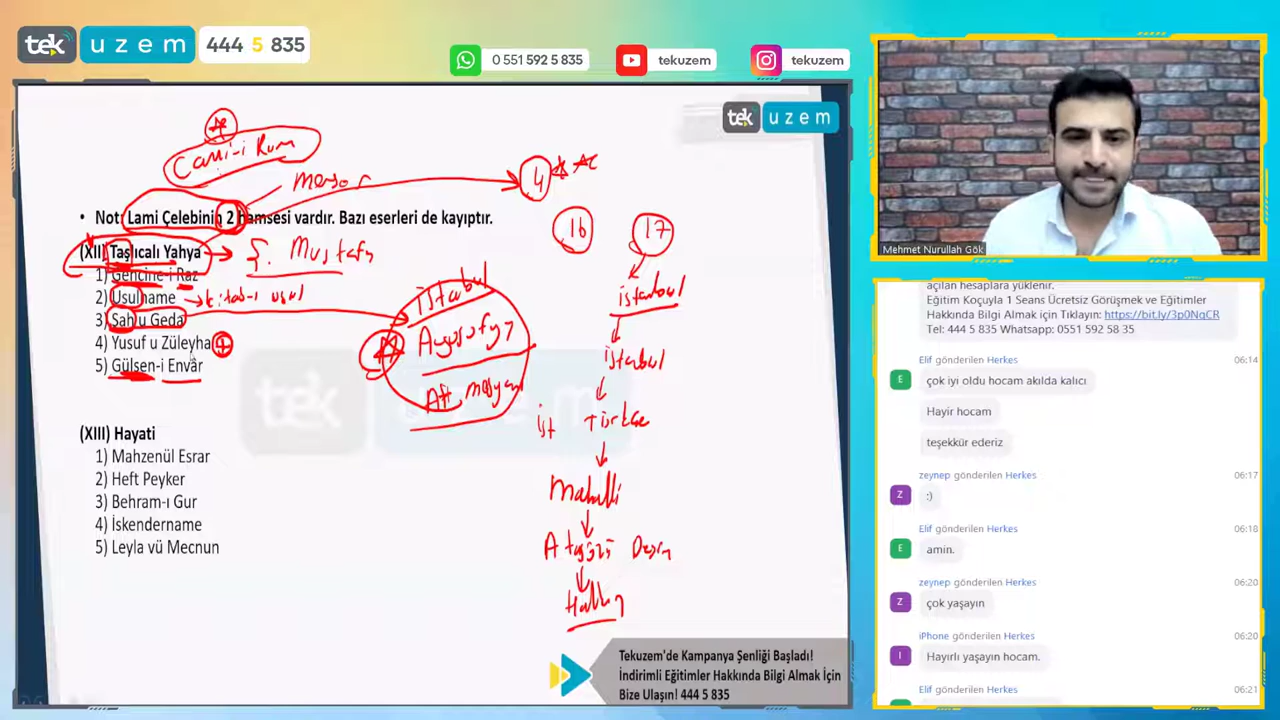 tek uzem 444 5 835
0 551 592 5 835
tekuzem
tekuzem
tek uzem
Cami-i Rum
4
Not: Lami Çelebinin 2 hamsesi vardır. Bazı eserleri de kayıptır.
16
17
(XII) Taşlıcalı Yahya
Ş. Mustafa
1) Gencine-i Raz
2) Usulname
kitab-ı usul
3) Şah u Geda
4) Yusuf u Züleyha
5) Gülşen-i Envar
İstanbul
Ayasofya
At meydanı
İstanbul
İstanbul
İst Türkçe
Mahalli
Atasözü Deyim
tek uzem
(XIII) Hayati
1) Mahzenül Esrar
2) Heft Peyker
3) Behram-ı Gur
4) İskendername
5) Leyla vü Mecnun
Tekuzem'de Kampanya Şenliği Başladı!
İndirimli Eğitimler Hakkında Bilgi Almak İçin
Bize Ulaşın! 444 5 835
Mehmet Nurullah Gök
açılan hesaplara yüklenir.
Eğitim Koçuyla 1 Seans Ücretsiz Görüşmek ve Eğitimler
Hakkında Bilgi Almak için Tıklayın: https://bit.ly/3p0NqCR
Tel: 444 5 835 Whatsapp: 0551 592 58 35
Elif gönderilen Herkes 06:14
E
çok iyi oldu hocam akılda kalıcı
Hayir hocam
teşekkür ederiz
zeynep gönderilen Herkes 06:17
Z
:)
Elif gönderilen Herkes 06:18
E
amin.
zeynep gönderilen Herkes 06:20
Z
çok yaşayın
iPhone gönderilen Herkes 06:20
I
Hayırlı yaşayın hocam.
Elif gönderilen Herkes 06:21